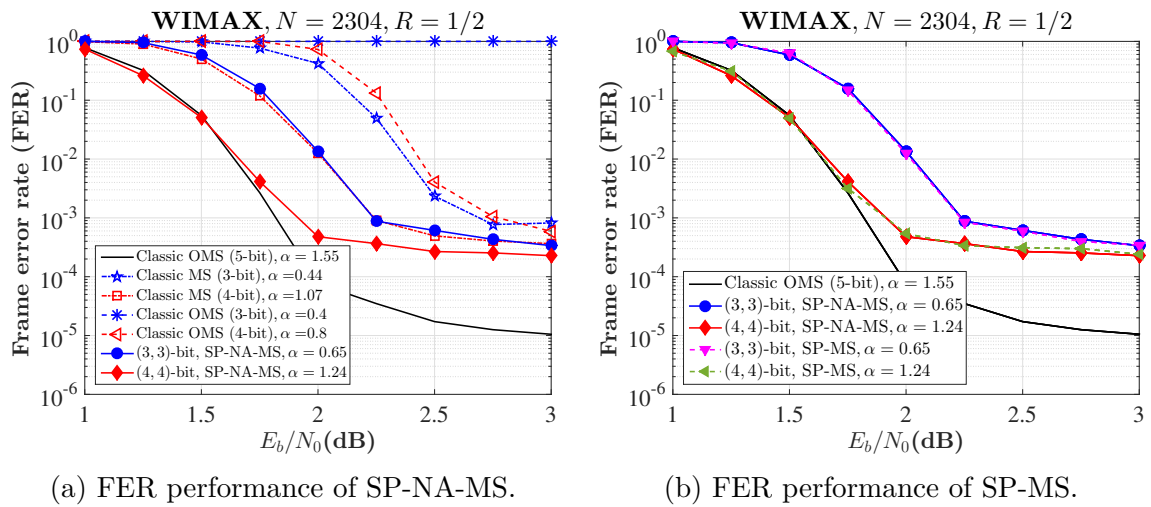 WIMAX, N = 2304, R = 1/2
Frame error rate (FER)
10^0
10^-1
10^-2
10^-3
10^-4
10^-5
10^-6
Classic OMS (5-bit), α = 1.55
Classic MS (3-bit), α =0.44
Classic MS (4-bit), α =1.07
Classic OMS (3-bit), α =0.4
Classic OMS (4-bit), α =0.8
(3, 3)-bit, SP-NA-MS, α = 0.65
(4, 4)-bit, SP-NA-MS, α = 1.24
1 1.5 2 2.5 3
E_b/N_0(dB)
(a) FER performance of SP-NA-MS.
WIMAX, N = 2304, R = 1/2
Frame error rate (FER)
10^0
10^-1
10^-2
10^-3
10^-4
10^-5
10^-6
Classic OMS (5-bit), α = 1.55
(3, 3)-bit, SP-NA-MS, α = 0.65
(4, 4)-bit, SP-NA-MS, α = 1.24
(3, 3)-bit, SP-MS, α = 0.65
(4, 4)-bit, SP-MS, α = 1.24
1 1.5 2 2.5 3
E_b/N_0(dB)
(b) FER performance of SP-MS.